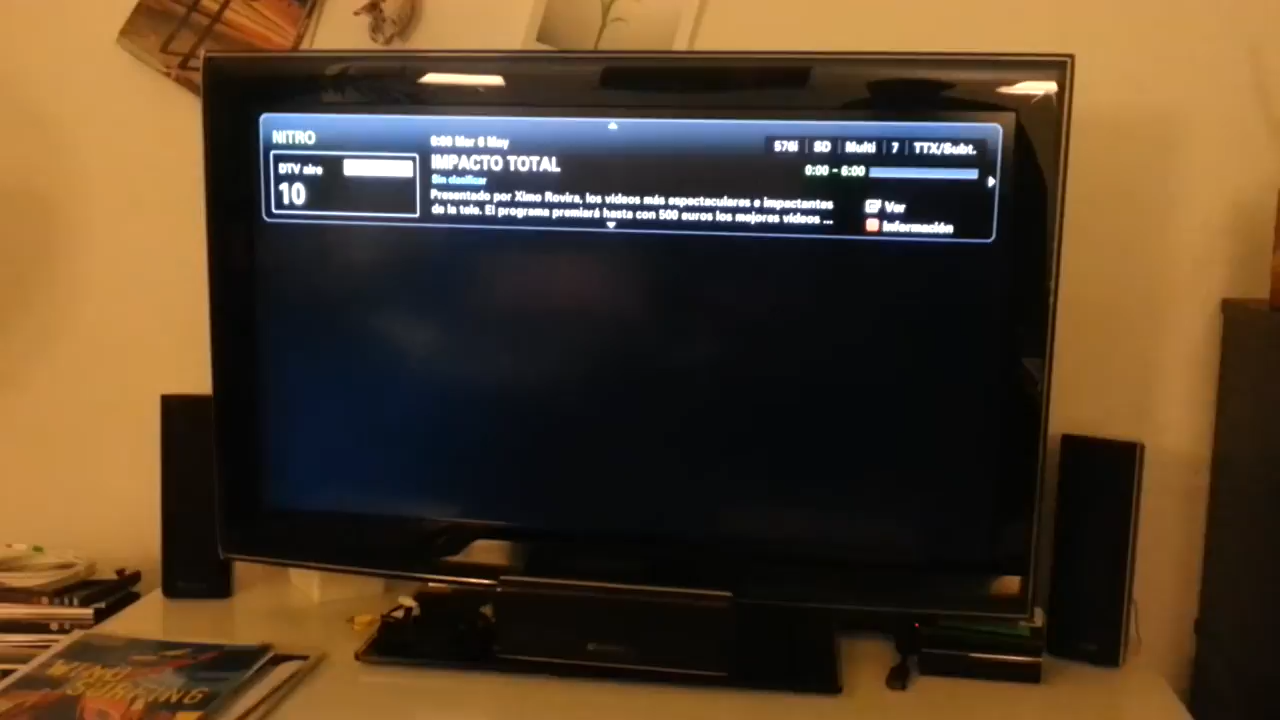 NITRO
DTV aire
10
6:00 Mar 6 May
IMPACTO TOTAL
Sin clasificar
Presentado por Ximo Rovira, los vídeos más espectaculares e impactantes
de la tele. El programa premiará hasta con 500 euros los mejores vídeos ...
576i | SD | Multi | 7 | TTX/Subt.
0:00 - 6:00
Ver
Información
WIND
SURFING